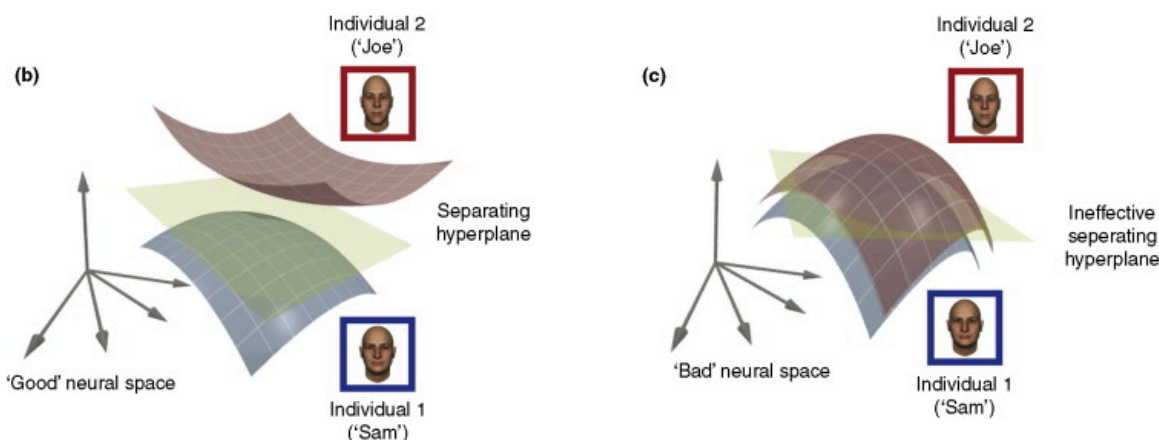 (b)
Individual 2
('Joe')
Separating
hyperplane
'Good' neural space
Individual 1
('Sam')
(c)
Individual 2
('Joe')
Ineffective
seperating
hyperplane
'Bad' neural space
Individual 1
('Sam')